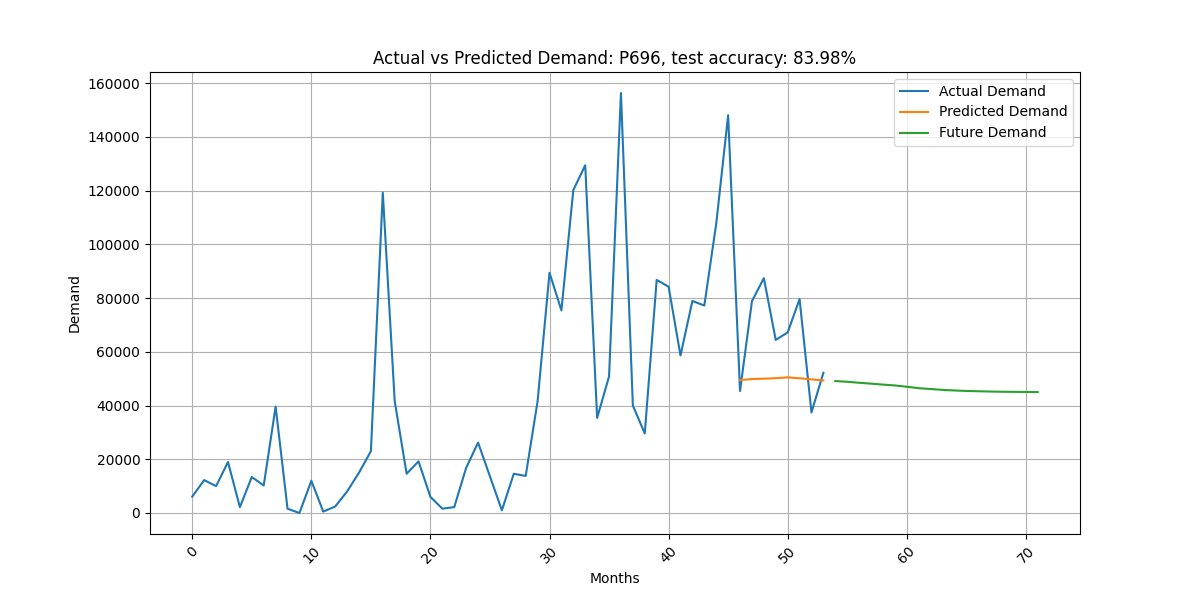 Actual vs Predicted Demand: P696, test accuracy: 83.98%
Actual Demand
Predicted Demand
Future Demand
Demand
160000
140000
120000
100000
80000
60000
40000
20000
0
0 10 20 30 40 50 60 70
Months